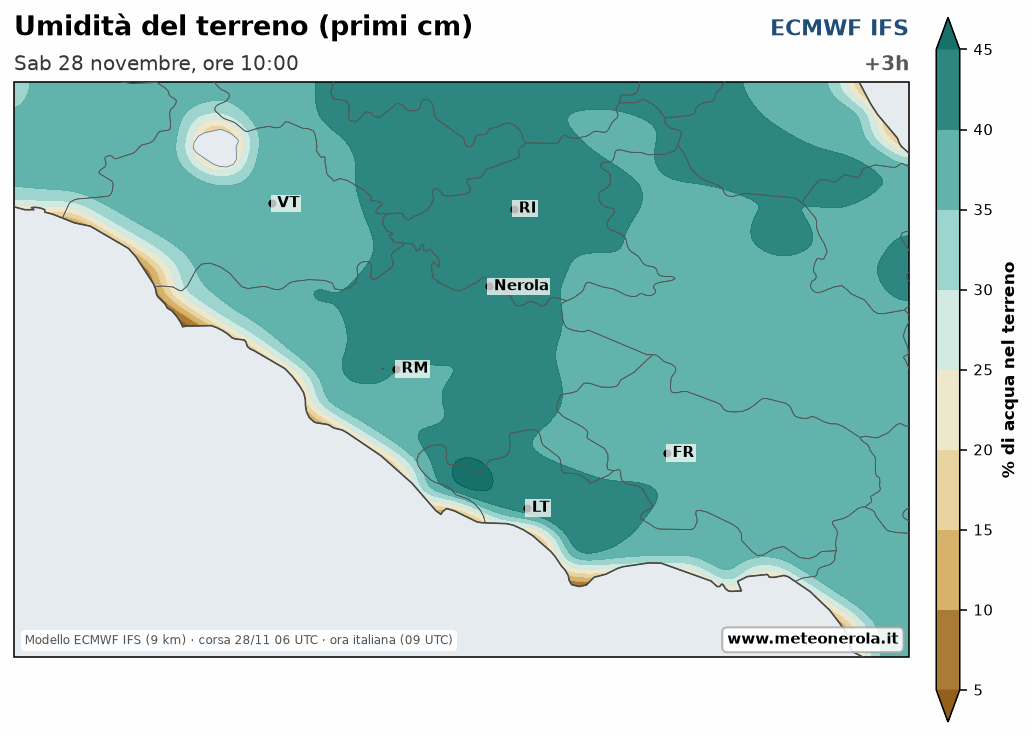 Umidità del terreno (primi cm)
ECMWF IFS
Sab 28 novembre, ore 10:00
+3h
45
40
35
30
25
20
15
10
5
% di acqua nel terreno
VT
RI
Nerola
RM
FR
LT
Modello ECMWF IFS (9 km) · corsa 28/11 06 UTC · ora italiana (09 UTC)
www.meteonerola.it